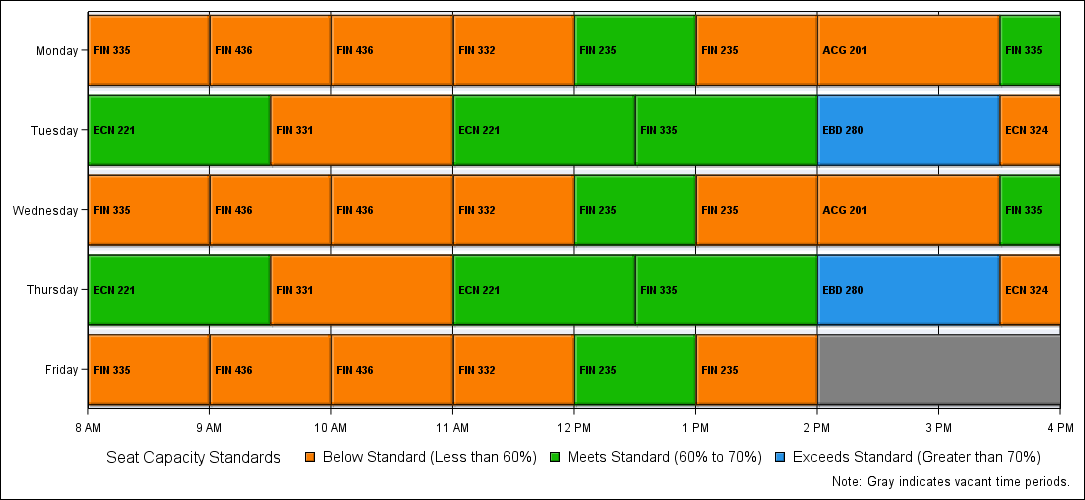 Monday FIN 335 FIN 436 FIN 436 FIN 332 FIN 235 FIN 235 ACG 201 FIN 335
Tuesday ECN 221 FIN 331 ECN 221 FIN 335 EBD 280 ECN 324
Wednesday FIN 335 FIN 436 FIN 436 FIN 332 FIN 235 FIN 235 ACG 201 FIN 335
Thursday ECN 221 FIN 331 ECN 221 FIN 335 EBD 280 ECN 324
Friday FIN 335 FIN 436 FIN 436 FIN 332 FIN 235 FIN 235
8 AM 9 AM 10 AM 11 AM 12 PM 1 PM 2 PM 3 PM 4 PM
Seat Capacity Standards Below Standard (Less than 60%) Meets Standard (60% to 70%) Exceeds Standard (Greater than 70%)
Note: Gray indicates vacant time periods.